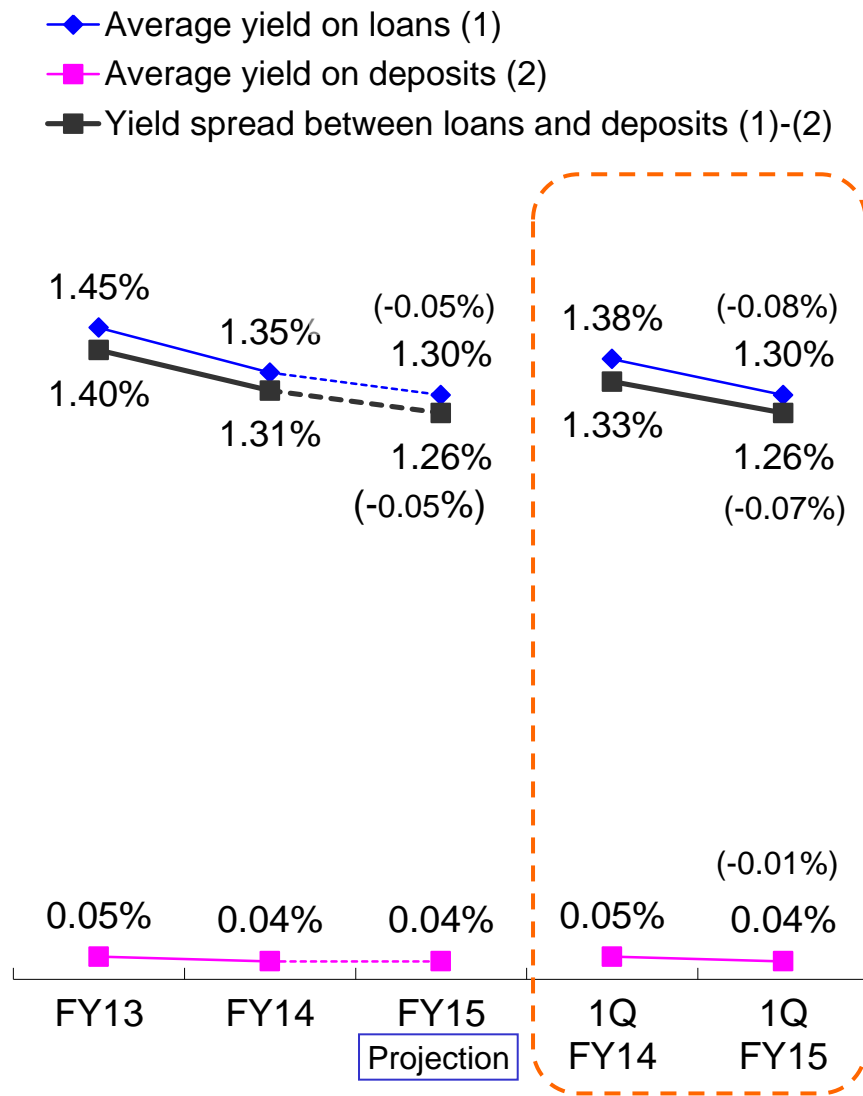 Average yield on loans (1)
Average yield on deposits (2)
Yield spread between loans and deposits (1)-(2)
1.45%
1.35%
(-0.05%)
1.30%
1.38%
(-0.08%)
1.30%
1.40%
1.31%
1.26%
(-0.05%)
1.33%
1.26%
(-0.07%)
(-0.01%)
0.05%
0.04%
0.04%
0.05%
0.04%
FY13
FY14
FY15
Projection
1Q
FY14
1Q
FY15